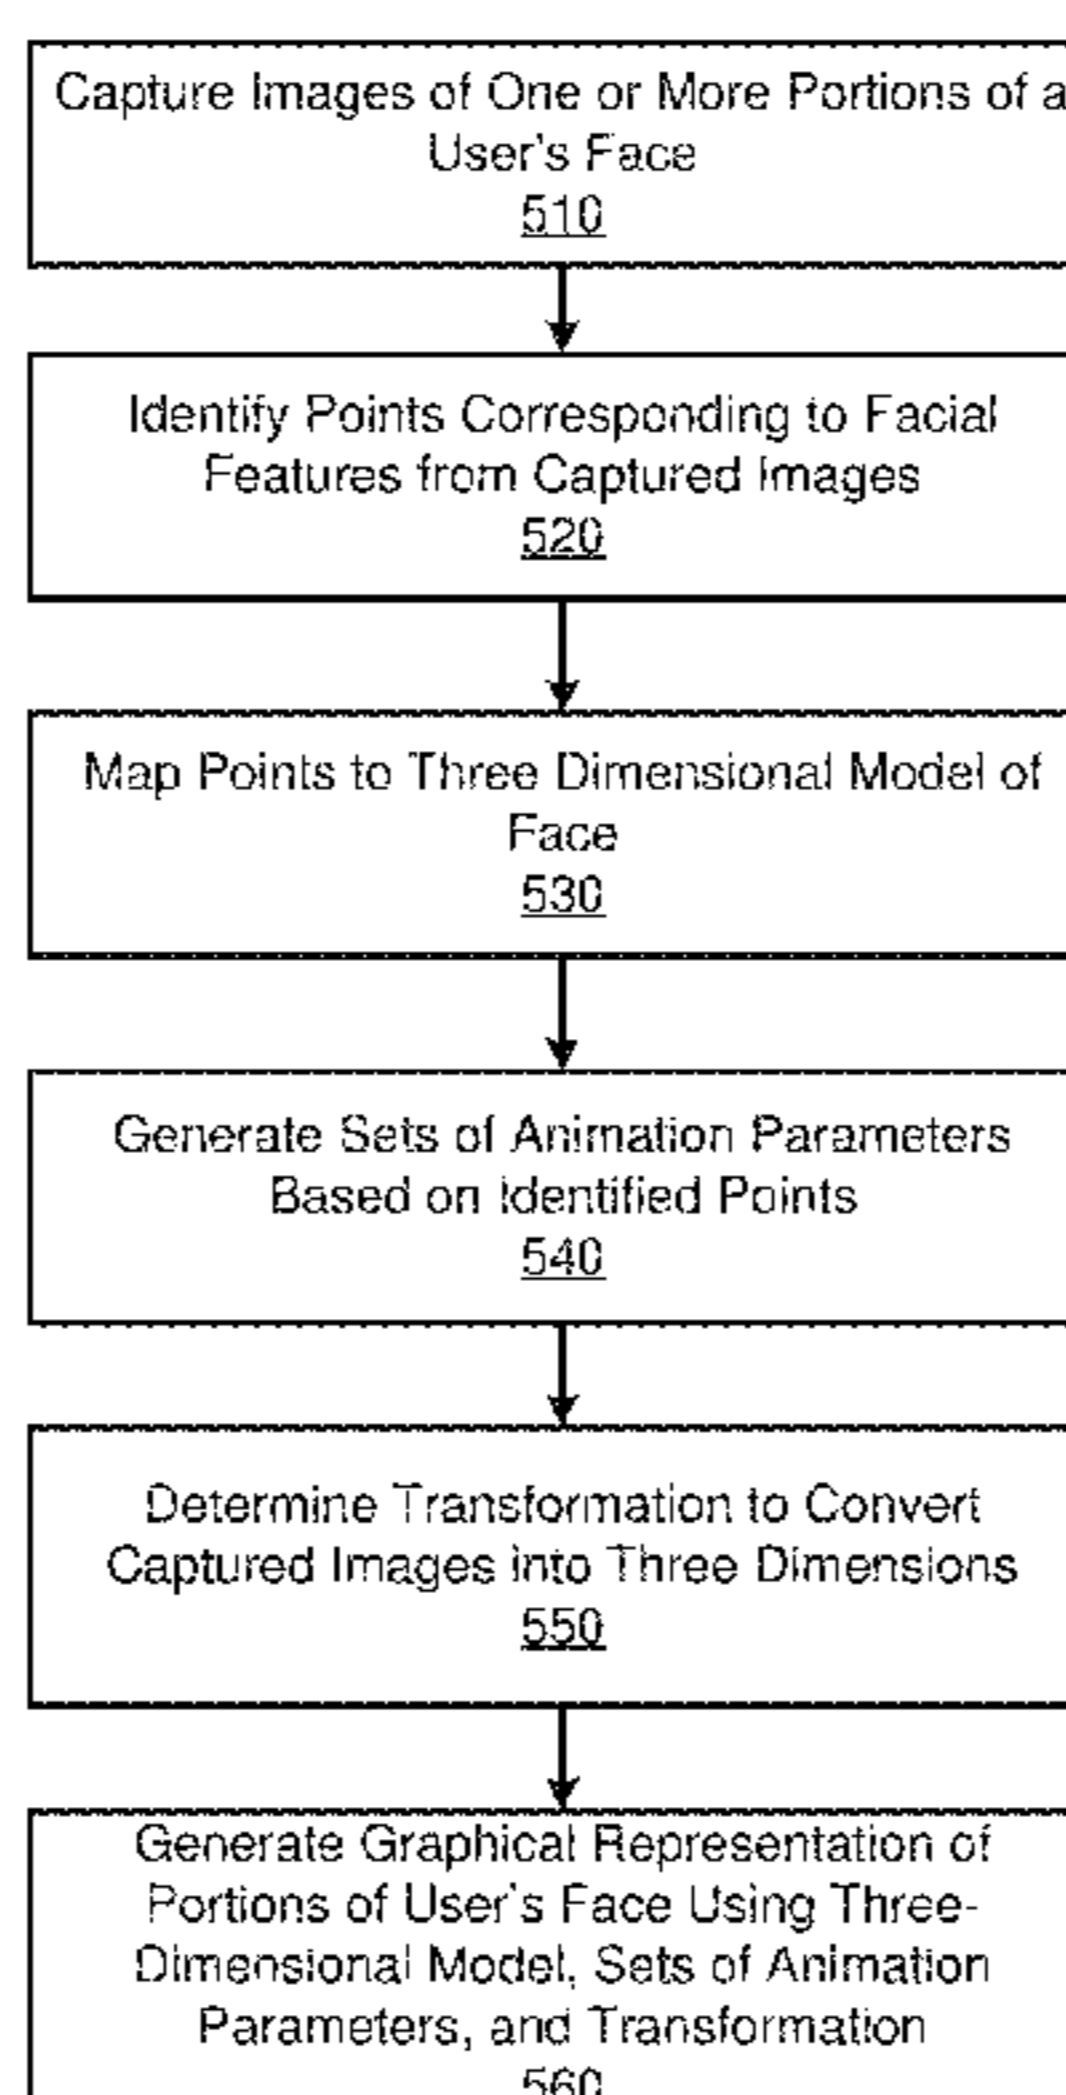 Capture Images of One or More Portions of a
User's Face
510
Identify Points Corresponding to Facial
Features from Captured Images
520
Map Points to Three Dimensional Model of
Face
530
Generate Sets of Animation Parameters
Based on Identified Points
540
Determine Transformation to Convert
Captured Images into Three Dimensions
550
Generate Graphical Representation of
Portions of User's Face Using Three-
Dimensional Model, Sets of Animation
Parameters, and Transformation
560